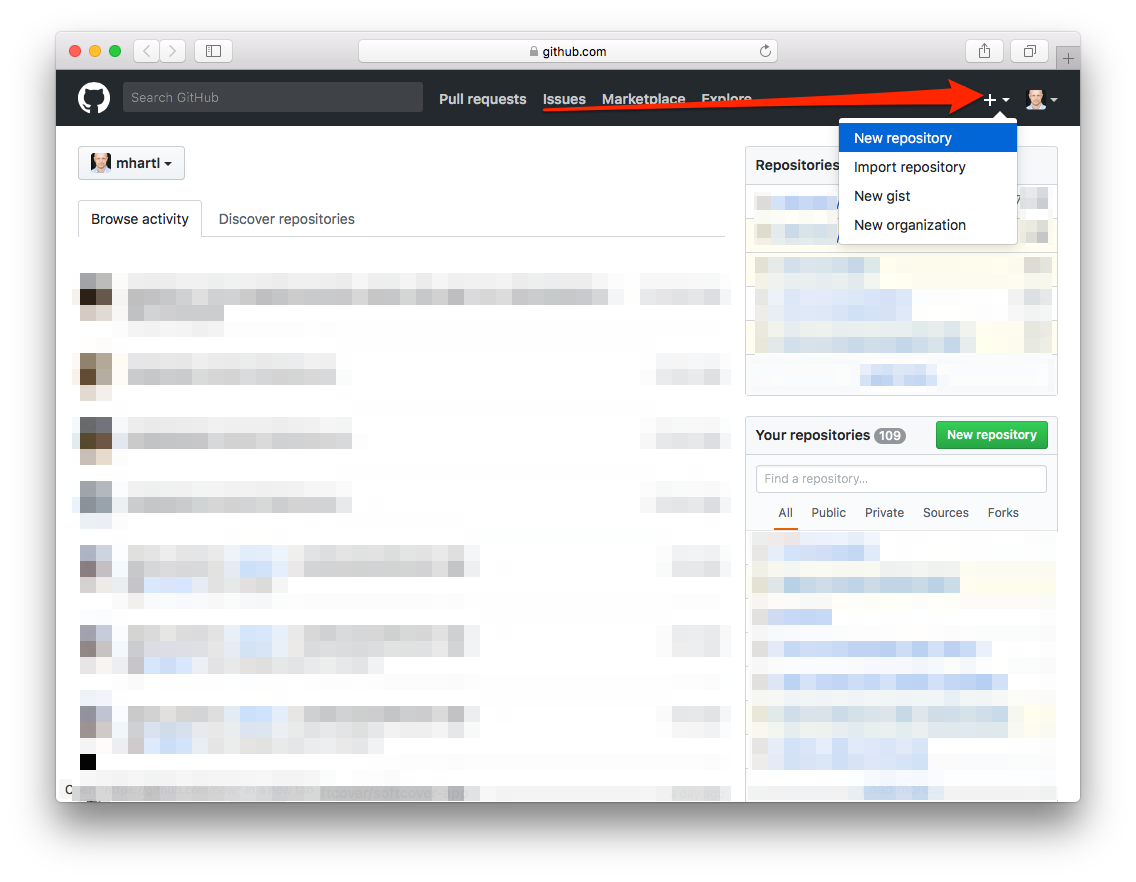 github.com
Search GitHub
Pull requests Issues Marketplace Explore
New repository
Import repository
New gist
New organization
mhartl
Browse activity Discover repositories
Repositories
Your repositories 109 New repository
Find a repository...
All Public Private Sources Forks